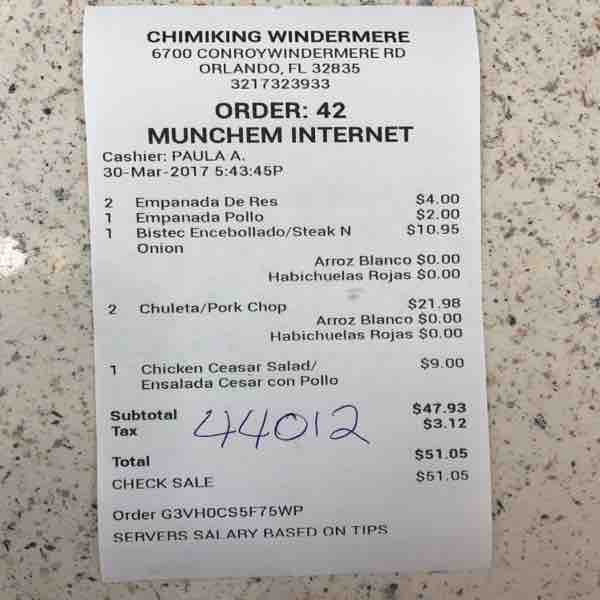 CHIMIKING WINDERMERE
6700 CONROYWINDERMERE RD
ORLANDO, FL 32835
3217323933
ORDER: 42
MUNCHEM INTERNET
Cashier: PAULA A.
30-Mar-2017 5:43:45P
2 Empanada De Res $4.00
1 Empanada Pollo $2.00
1 Bistec Encebollado/Steak N $10.95
Onion
Arroz Blanco $0.00
Habichuelas Rojas $0.00
2 Chuleta/Pork Chop $21.98
Arroz Blanco $0.00
Habichuelas Rojas $0.00
1 Chicken Ceasar Salad/ $9.00
Ensalada Cesar con Pollo
Subtotal $47.93
44012
Tax $3.12
Total $51.05
CHECK SALE $51.05
Order G3VH0CS5F75WP
SERVERS SALARY BASED ON TIPS